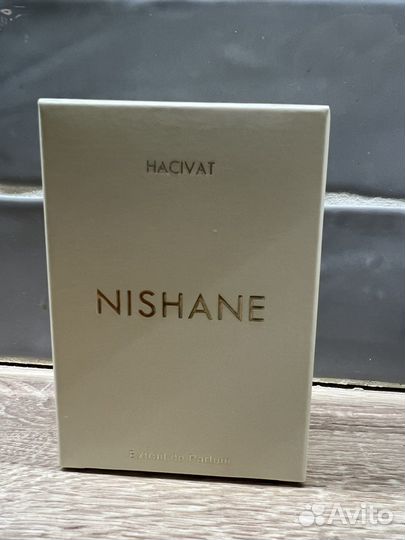 HACIVAT
NISHANE
Extrait de Parfum
Avito